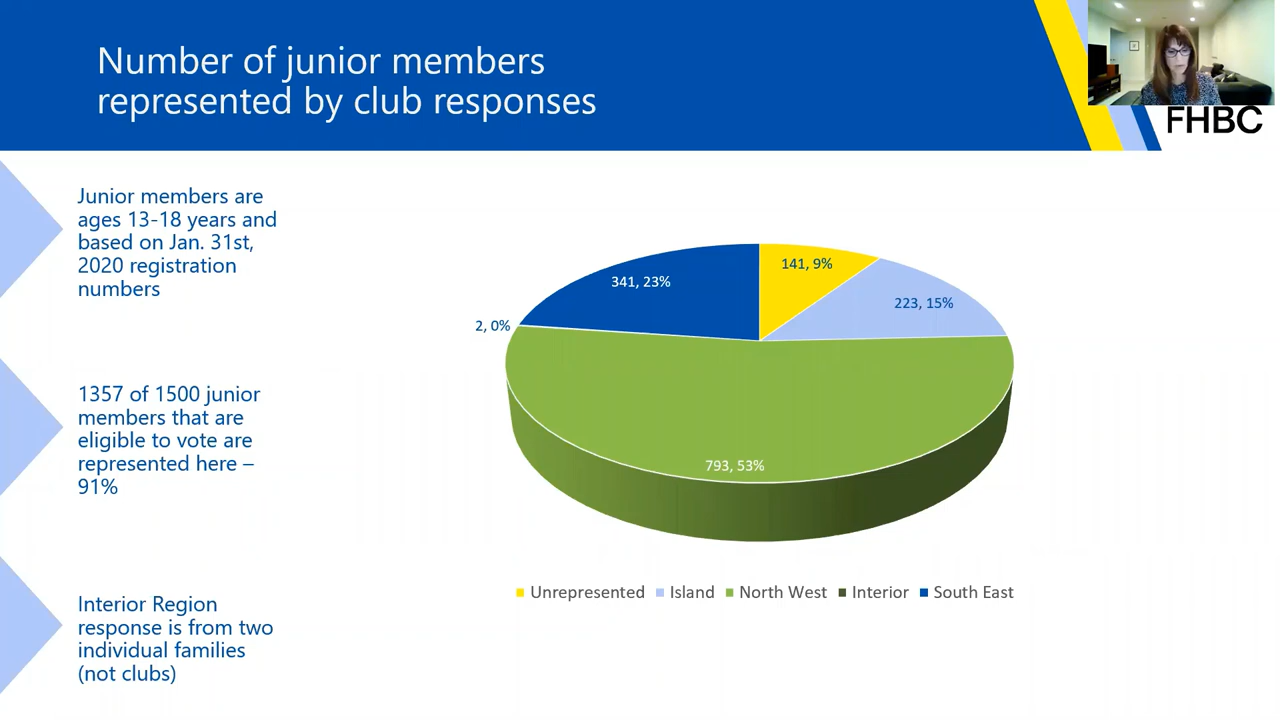 Number of junior members
represented by club responses
FHBC
Junior members are
ages 13-18 years and
based on Jan. 31st,
2020 registration
numbers
1357 of 1500 junior
members that are
eligible to vote are
represented here –
91%
Interior Region
response is from two
individual families
(not clubs)
141, 9%
341, 23%
223, 15%
2, 0%
793, 53%
Unrepresented Island North West Interior South East